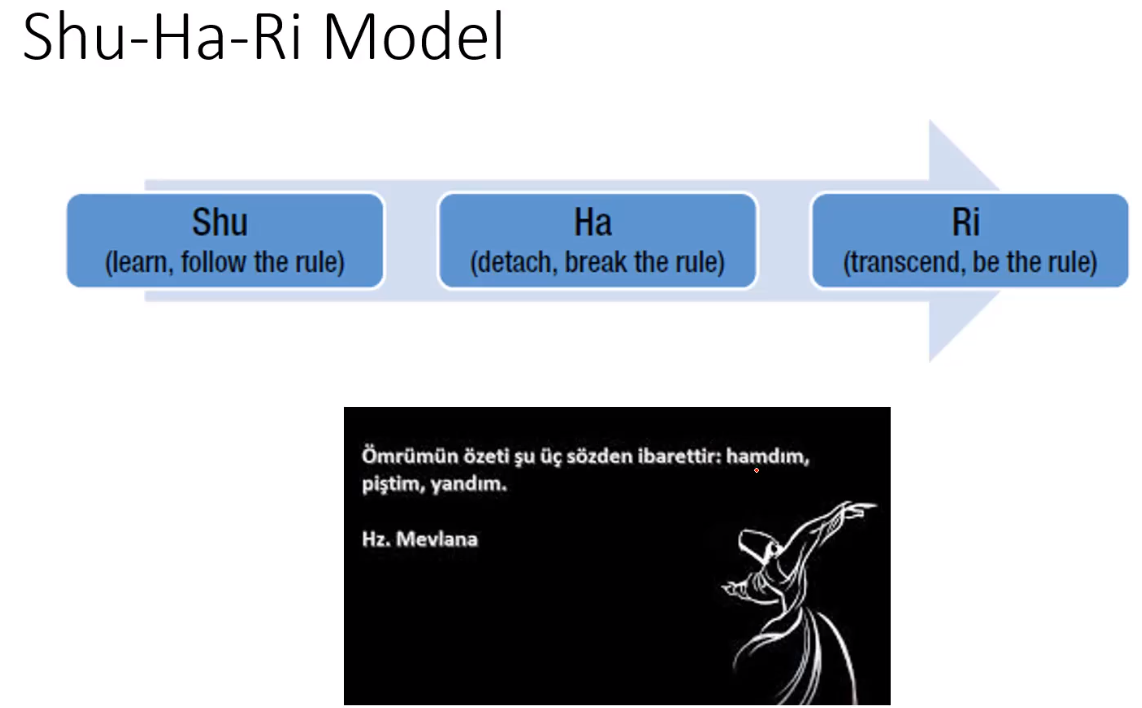 Shu-Ha-Ri Model
Shu
(learn, follow the rule)
Ha
(detach, break the rule)
Ri
(transcend, be the rule)
Ömrümün özeti şu üç sözden ibarettir: hamdım,
piştim, yandım.
Hz. Mevlana